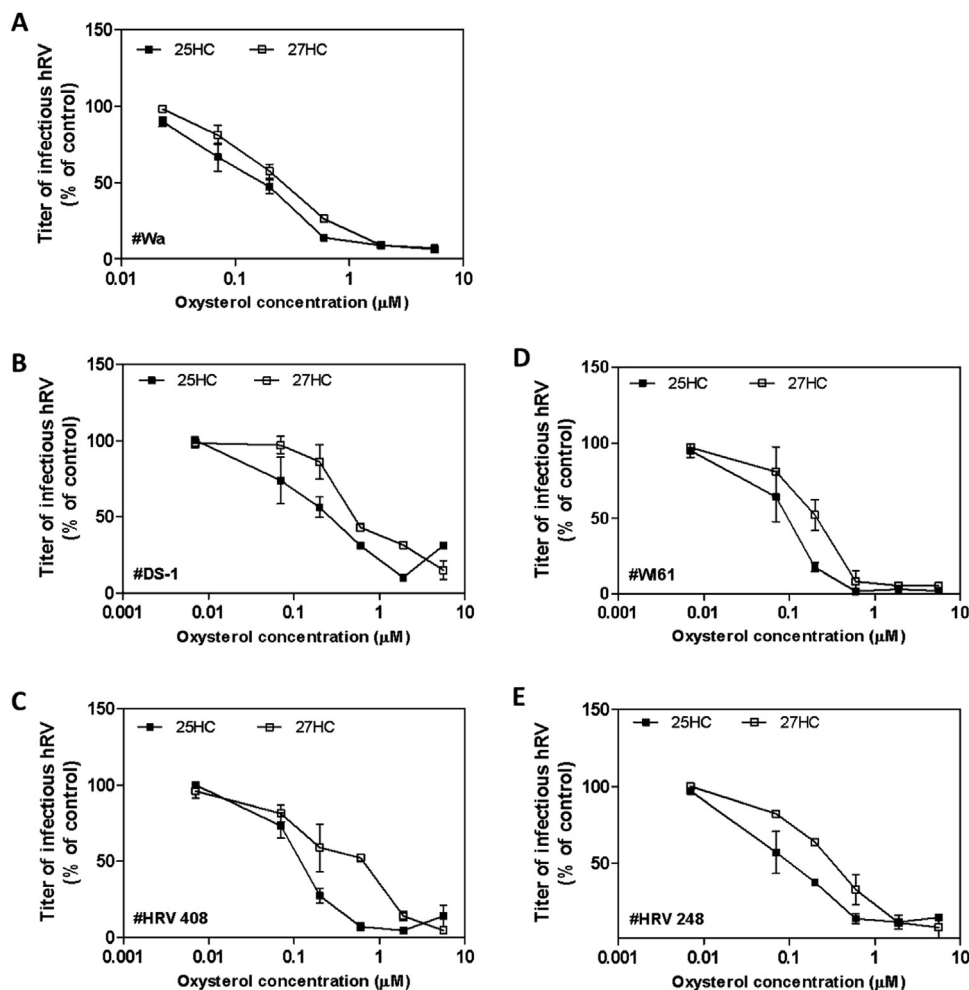 A
150
25HC 27HC
100
50
0
#Wa
0.01 0.1 1 10
Oxysterol concentration (µM)
Titer of infectious hRV
(% of control)
B
150
25HC 27HC
100
50
0
#DS-1
0.001 0.01 0.1 1 10
Oxysterol concentration (µM)
Titer of infectious hRV
(% of control)
D
150
25HC 27HC
100
50
0
#WI61
0.001 0.01 0.1 1 10
Oxysterol concentration (µM)
Titer of infectious hRV
(% of control)
C
150
25HC 27HC
100
50
0
#HRV 408
0.001 0.01 0.1 1 10
Oxysterol concentration (µM)
Titer of infectious hRV
(% of control)
E
150
25HC 27HC
100
50
#HRV 248
0.001 0.01 0.1 1 10
Oxysterol concentration (µM)
Titer of infectious hRV
(% of control)